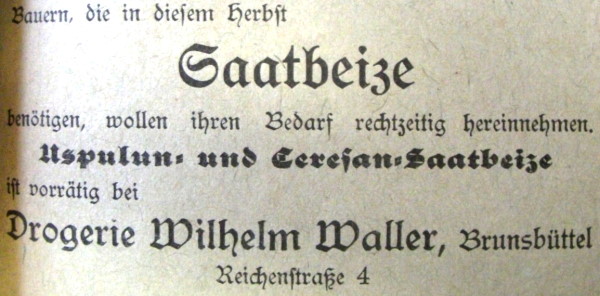 Bauern, die in diesem Herbst
Saatbeize
benötigen, wollen ihren Bedarf rechtzeitig hereinnehmen.
Uspulun- und Ceresan-Saatbeize
ist vorrätig bei
Drogerie Wilhelm Waller, Brunsbüttel
Reichenstraße 4